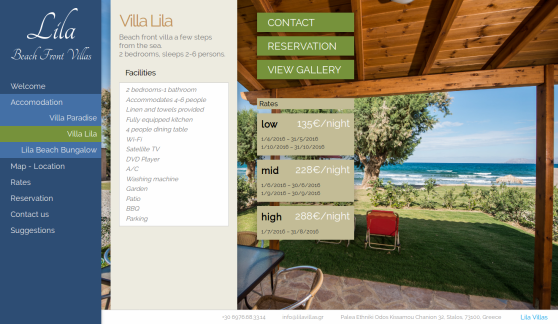 Lila
Beach Front Villas
Welcome
Accomodation
Villa Paradise
Villa Lila
Lila Beach Bungalow
Map - Location
Rates
Reservation
Contact us
Suggestions
Villa Lila
Beach front villa a few steps
from the sea.
2 bedrooms, sleeps 2-6 persons.
Facilities
2 bedrooms-1 bathroom
Accommodates 4-6 people
Linen and towels provided
Fully equipped kitchen
4 people dining table
Wi-Fi
Satellite TV
DVD Player
A/C
Washing machine
Garden
Patio
BBQ
Parking
CONTACT
RESERVATION
VIEW GALLERY
Rates
low 135€/night
1/4/2016 - 31/5/2016
1/10/2016 - 31/10/2016
mid 228€/night
1/6/2016 - 30/6/2016
1/9/2016 - 30/9/2016
high 288€/night
1/7/2016 - 31/8/2016
info@lilavillas.gr
Palea Ethniki Odos Kissamou Chanion 32, Stalos, 73100, Greece
Lila Villas